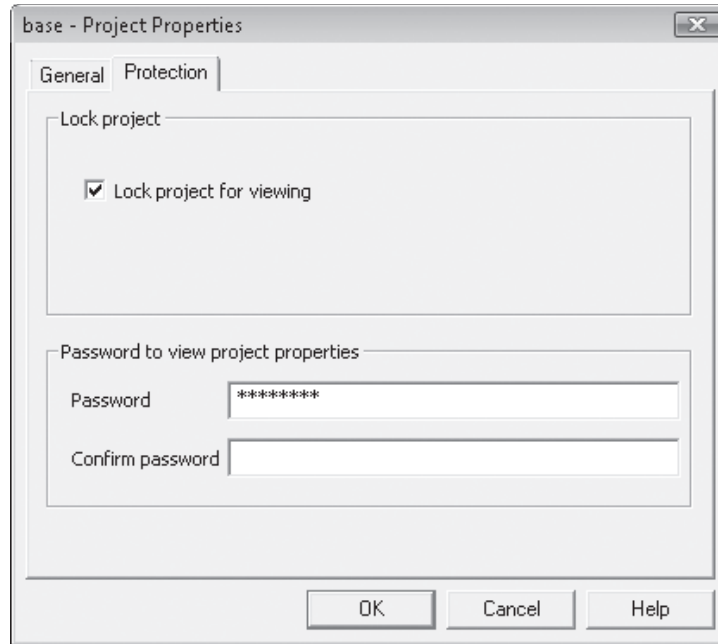 base - Project Properties
General Protection
Lock project
Lock project for viewing
Password to view project properties
Password ********
Confirm password
OK Cancel Help